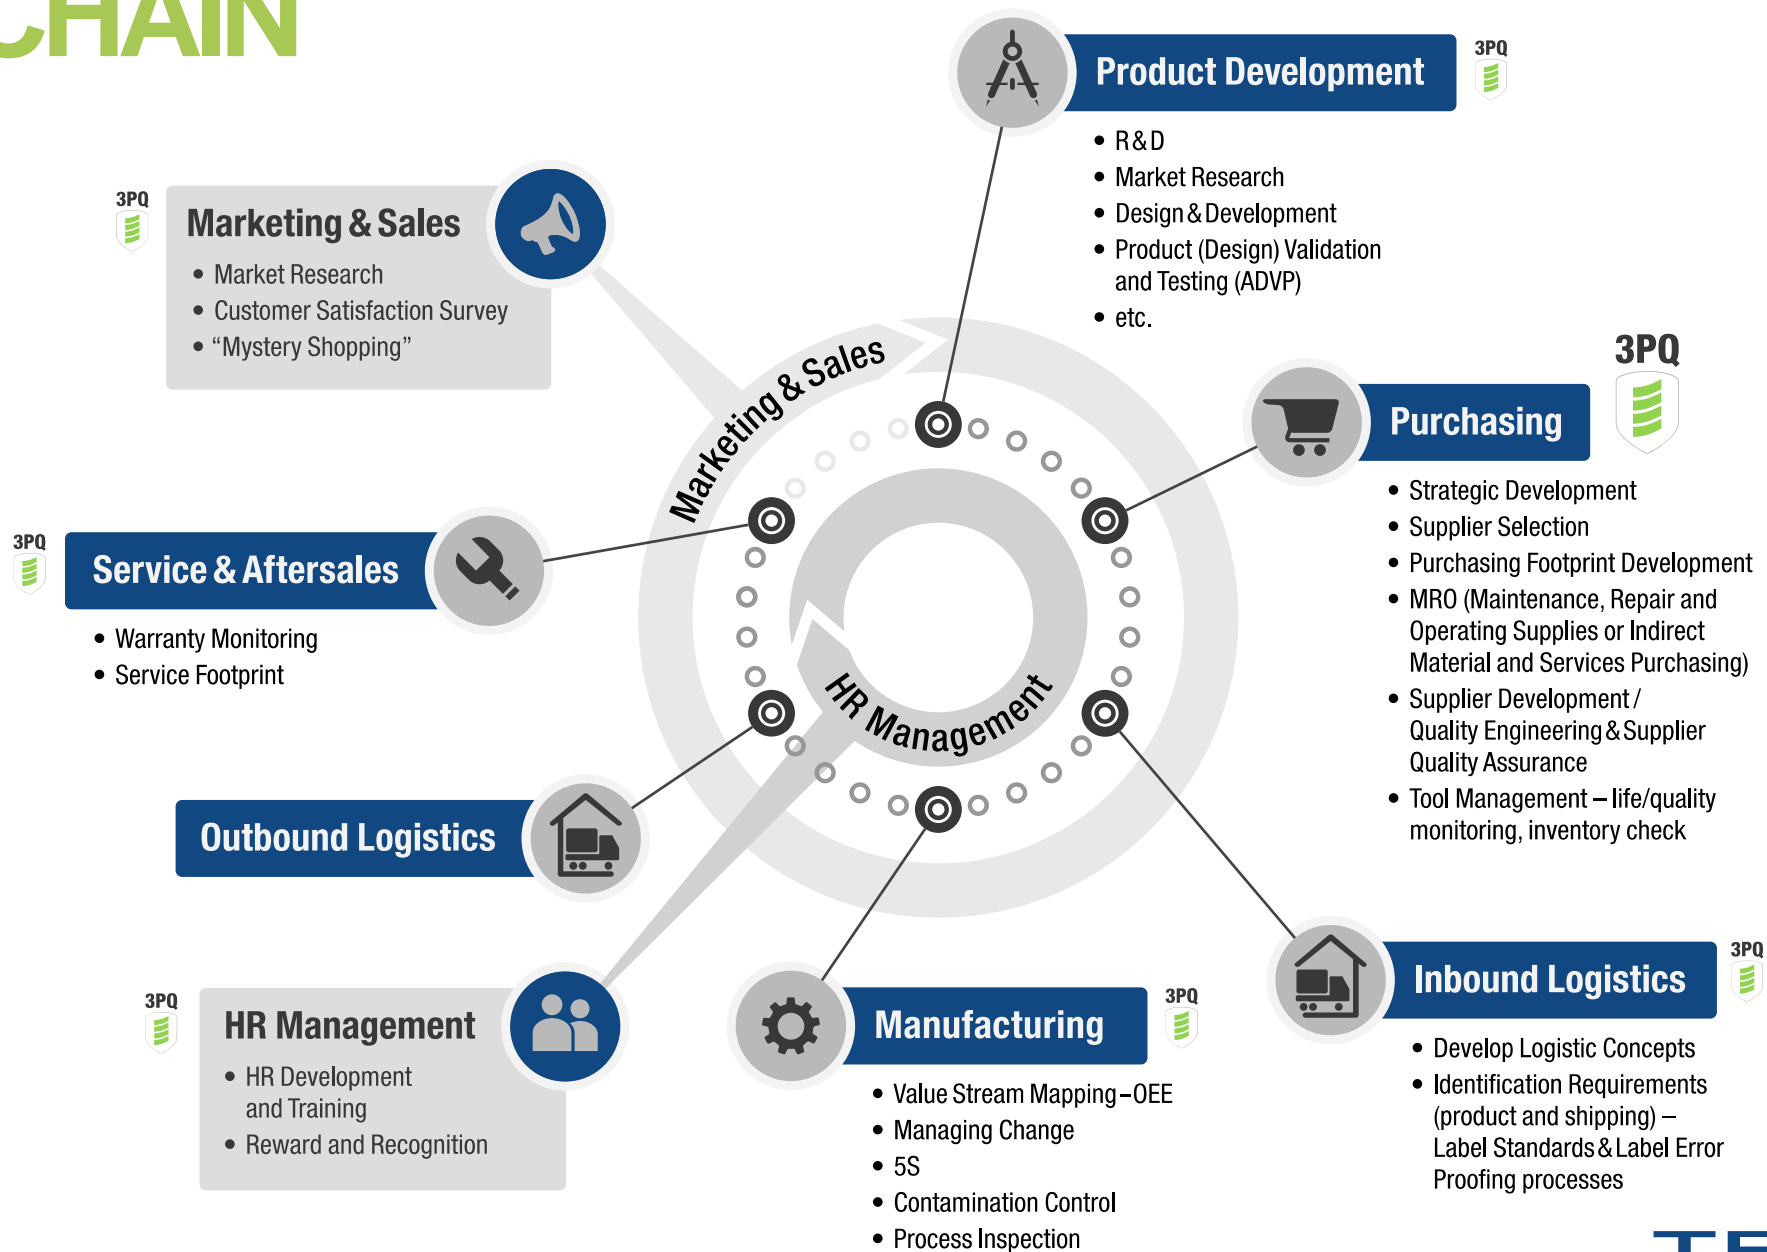 CHAIN
Product Development
3PQ
• R & D
• Market Research
• Design & Development
• Product (Design) Validation
and Testing (ADVP)
• etc.
3PQ
Marketing & Sales
• Market Research
• Customer Satisfaction Survey
• “Mystery Shopping”
Marketing & Sales
3PQ
Purchasing
• Strategic Development
• Supplier Selection
• Purchasing Footprint Development
• MRO (Maintenance, Repair and
Operating Supplies or Indirect
Material and Services Purchasing)
• Supplier Development /
Quality Engineering & Supplier
Quality Assurance
• Tool Management – life/quality
monitoring, inventory check
3PQ
Service & Aftersales
• Warranty Monitoring
• Service Footprint
HR Management
Outbound Logistics
3PQ
HR Management
• HR Development
and Training
• Reward and Recognition
Manufacturing
3PQ
• Value Stream Mapping – OEE
• Managing Change
• 5S
• Contamination Control
• Process Inspection
Inbound Logistics
3PQ
• Develop Logistic Concepts
• Identification Requirements
(product and shipping) –
Label Standards & Label Error
Proofing processes